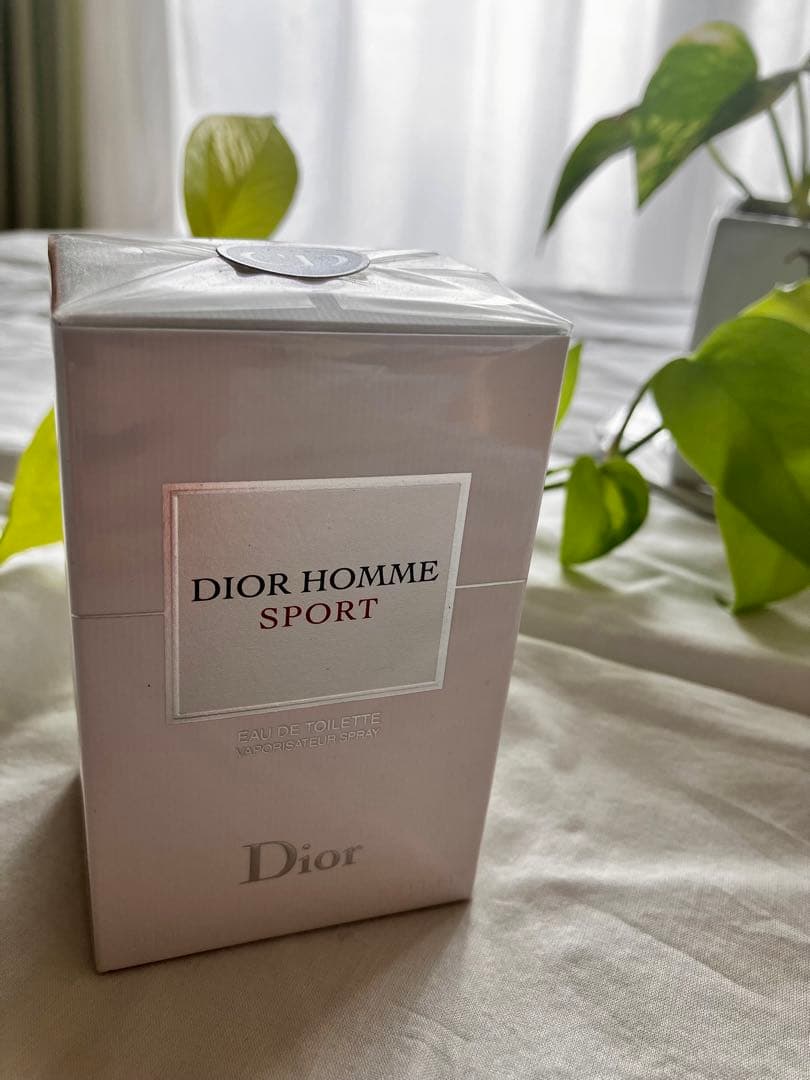 DIOR HOMME
SPORT
EAU DE TOILETTE
VAPORISATEUR SPRAY
Dior